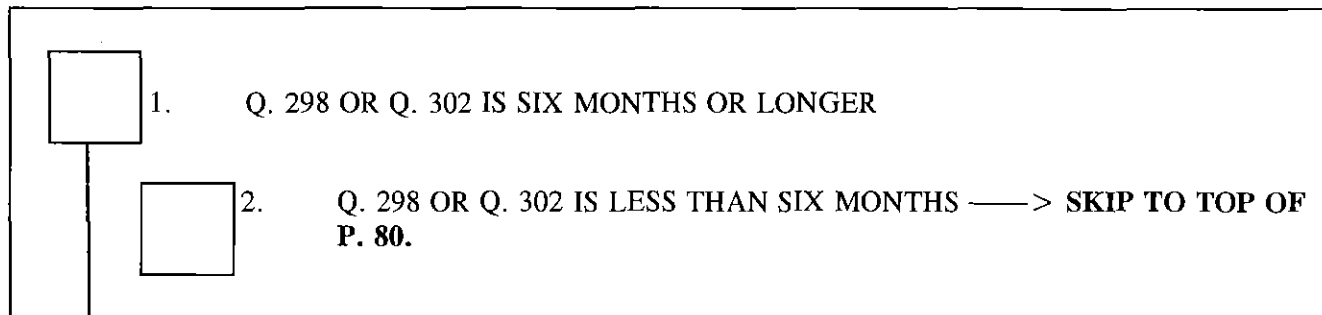 1. Q. 298 OR Q. 302 IS SIX MONTHS OR LONGER
2. Q. 298 OR Q. 302 IS LESS THAN SIX MONTHS ——> SKIP TO TOP OF
P. 80.